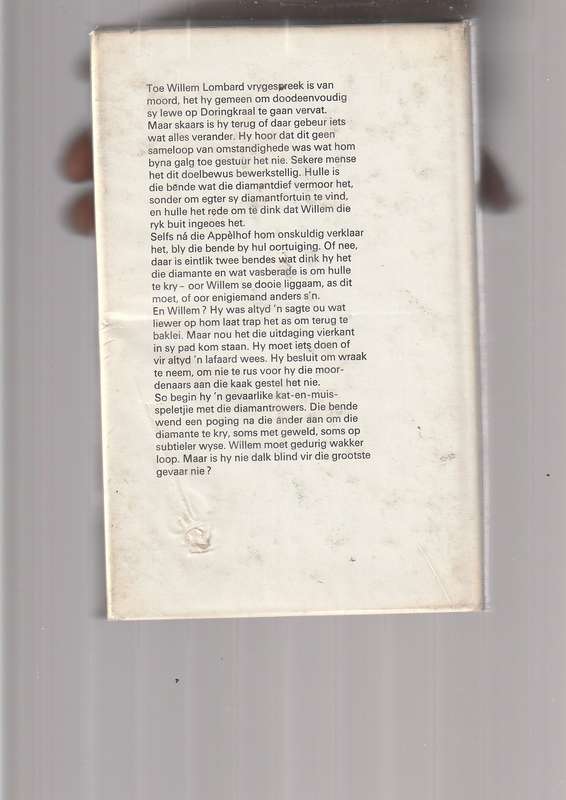 Toe Willem Lombard vrygespreek is van
moord, het hy gemeen om doodeenvoudig
sy lewe op Doringkraal te gaan vervat.
Maar skaars is hy terug of daar gebeur iets
wat alles verander. Hy hoor dat dit geen
sameloop van omstandighede was wat hom
byna galg toe gestuur het nie. Sekere mense
het dit doelbewus bewerkstellig. Hulle is
die bende wat die diamantdief vermoor het,
sonder om egter sy diamantfortuin te vind,
en hulle het rede om te dink dat Willem die
ryk buit ingeoes het.
Selfs ná die Appèlhof hom onskuldig verklaar
het, bly die bende by hul oortuiging. Of nee,
daar is eintlik twee bendes wat dink hy het
die diamante en wat vasberade is om hulle
te kry – oor Willem se dooie liggaam, as dit
moet, of oor enigiemand anders s'n.
En Willem? Hy was altyd 'n sagte ou wat
liewer op hom laat trap het as om terug te
baklei. Maar nou het die uitdaging vierkant
in sy pad kom staan. Hy moet iets doen of
vir altyd 'n lafaard wees. Hy besluit om wraak
te neem, om nie te rus voor hy die moor-
denaars aan die kaak gestel het nie.
So begin hy 'n gevaarlike kat-en-muis-
speletjie met die diamantrowers. Die bende
wend een poging na die ander aan om die
diamante te kry, soms met geweld, soms op
subtieler wyse. Willem moet gedurig wakker
loop. Maar is hy nie dalk blind vir die grootste
gevaar nie?